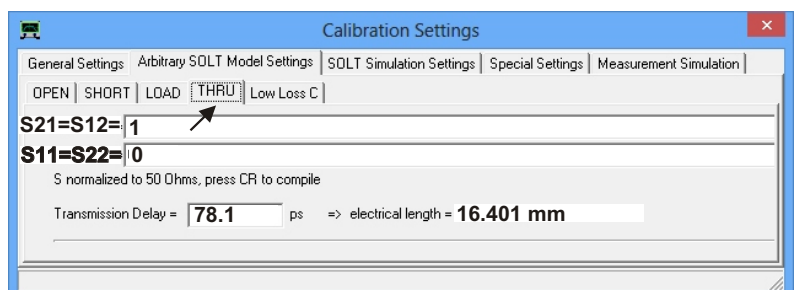 Calibration Settings
General Settings Arbitrary SOLT Model Settings SOLT Simulation Settings Special Settings Measurement Simulation
OPEN SHORT LOAD THRU Low Loss C
S21=S12= 1
S11=S22= 0
S normalized to 50 Ohms, press CR to compile
Transmission Delay = 78.1 ps => electrical length = 16.401 mm